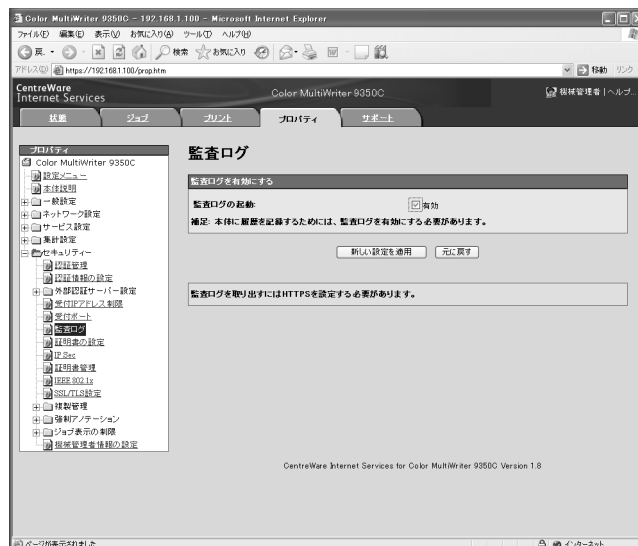 Color MultiWriter 9350C - 192.168.1.100 - Microsoft Internet Explorer
ファイル(F) 編集(E) 表示(V) お気に入り(A) ツール(T) ヘルプ(H)
戻る 検索 お気に入り
アドレス(D) https://192.168.1.100/prop.htm 移動 リンク
CentreWare
Internet Services
Color MultiWriter 9350C
機械管理者 | ヘルプ...
状態 ジョブ プリント プロパティ サポート
プロパティ
Color MultiWriter 9350C
設定メニュー
本体説明
一般設定
ネットワーク設定
サービス設定
集計設定
セキュリティー
認証管理
認証情報の設定
外部認証サーバー設定
受付IPアドレス制限
受付ポート
監査ログ
証明書の設定
IP Sec
証明書管理
IEEE 802.1x
SSL/TLS設定
複製管理
強制アノテーション
ジョブ表示の制限
機械管理者情報の設定
監査ログ
監査ログを有効にする
監査ログの起動: 有効
補足: 本体に履歴を記録するためには、監査ログを有効にする必要があります。
新しい設定を適用 元に戻す
監査ログを取り出すにはHTTPSを設定する必要があります。
CentreWare Internet Services for Color MultiWriter 9350C Version 1.8
ページが表示されました インターネット